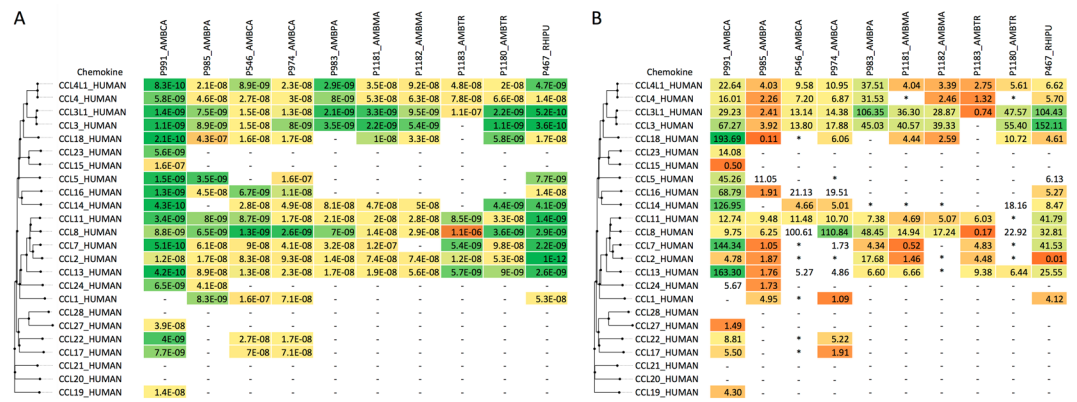 A
P991_AMBCA P985_AMBPA P546_AMBCA P974_AMBCA P983_AMBPA P1181_AMBMA P1182_AMBMA P1183_AMBTR P1180_AMBTR P467_RHIPU
Chemokine
CCL4L1_HUMAN 8.3E-10 2.1E-08 8.9E-09 2.3E-08 2.9E-09 3.5E-08 9.2E-08 4.8E-08 2E-08 4.7E-09
CCL4_HUMAN 5.8E-09 4.6E-08 2.7E-08 3E-08 8E-09 5.3E-08 6.3E-08 7.8E-08 6.6E-08 1.4E-08
CCL3L1_HUMAN 1.4E-09 7.5E-09 1.5E-08 1.3E-08 2.1E-09 3.3E-09 9.5E-09 1.1E-07 2.2E-09 5.2E-10
CCL3_HUMAN 1.1E-09 8.9E-09 2.4E-08 8E-09 3.5E-09 2.2E-09 5.4E-09 - 1.1E-09 3.6E-10
CCL18_HUMAN 2.1E-10 4.3E-07 1.6E-08 1.7E-08 - 1E-08 3.3E-08 - 5.8E-09 1.7E-08
CCL23_HUMAN 5.6E-09 - - - - - - - - -
CCL15_HUMAN 1.6E-07 - - - - - - - - -
CCL5_HUMAN 1.5E-09 3.5E-09 - 1.6E-07 - - - - - 7.7E-09
CCL16_HUMAN 1.3E-09 4.5E-08 6.7E-09 1.1E-08 - - - - - 1.4E-08
CCL14_HUMAN 4.3E-10 - 2.8E-08 4.9E-08 8.1E-08 4.7E-08 5E-08 - 4.4E-09 4.1E-09
CCL11_HUMAN 3.4E-09 8E-09 8.7E-09 1.7E-08 2.1E-08 2E-08 2.8E-08 8.5E-09 3.3E-08 1.4E-09
CCL8_HUMAN 8.8E-09 6.5E-09 1.3E-09 2.6E-09 7E-09 1.4E-08 2.9E-08 1.1E-06 3.6E-09 2.9E-09
CCL7_HUMAN 5.1E-10 6.1E-08 9E-08 4.1E-08 3.2E-08 1.2E-07 - 5.4E-09 9.8E-08 2.2E-09
CCL2_HUMAN 1.2E-08 1.7E-08 8.3E-08 9.3E-08 1.4E-08 7.4E-08 7.4E-08 1.2E-08 5.3E-08 1E-12
CCL13_HUMAN 4.2E-10 8.9E-08 1.3E-08 2.3E-08 1.7E-08 1.9E-08 5.6E-08 5.7E-09 9E-09 2.6E-09
CCL24_HUMAN 6.5E-09 4.1E-08 - - - - - - - -
CCL1_HUMAN - 8.3E-09 1.6E-07 7.1E-08 - - - - - 5.3E-08
CCL28_HUMAN - - - - - - - - - -
CCL27_HUMAN 3.9E-08 - - - - - - - - -
CCL22_HUMAN 4E-09 - 2.7E-08 1.7E-08 - - - - - -
CCL17_HUMAN 7.7E-09 - 7E-08 7.1E-08 - - - - - -
CCL21_HUMAN - - - - - - - - - -
CCL20_HUMAN - - - - - - - - - -
CCL19_HUMAN 1.4E-08 - - - - - - - - -
B
P991_AMBCA P985_AMBPA P546_AMBCA P974_AMBCA P983_AMBPA P1181_AMBMA P1182_AMBMA P1183_AMBTR P1180_AMBTR P467_RHIPU
Chemokine
CCL4L1_HUMAN 22.64 4.03 9.58 10.95 37.51 4.04 3.39 2.75 5.61 6.62
CCL4_HUMAN 16.01 2.26 7.20 6.87 31.53 * 2.46 1.32 * 5.70
CCL3L1_HUMAN 29.23 2.41 13.14 14.38 106.35 36.30 28.87 0.74 47.57 104.43
CCL3_HUMAN 67.27 3.92 13.80 17.88 45.03 40.57 39.33 55.40 152.11
CCL18_HUMAN 193.69 0.11 * 6.06 4.44 2.59 - 10.72 4.61
CCL23_HUMAN 14.08 - - - - - - - - -
CCL15_HUMAN 0.50 - - - - - - - - -
CCL5_HUMAN 45.26 11.05 * - - - - - 6.13
CCL16_HUMAN 68.79 1.91 21.13 19.51 - - - - - 5.27
CCL14_HUMAN 126.95 - 4.66 5.01 * * * - 18.16 8.47
CCL11_HUMAN 12.74 9.48 11.48 10.70 7.38 4.69 5.07 6.03 * 41.79
CCL8_HUMAN 9.75 6.25 100.61 110.84 48.45 14.94 17.24 0.17 22.92 32.81
CCL7_HUMAN 144.34 1.05 * 1.73 4.34 0.52 - 4.83 * 41.53
CCL2_HUMAN 4.78 1.87 * * 17.68 1.46 * 4.48 * 0.01
CCL13_HUMAN 163.30 1.76 5.27 4.86 6.60 6.66 * 9.38 6.44 25.55
CCL24_HUMAN 5.67 1.73 - - - - - - - -
CCL1_HUMAN - 4.95 * 1.09 - - - - - 4.12
CCL28_HUMAN - - - - - - - - - -
CCL27_HUMAN 1.49 - - - - - - - - -
CCL22_HUMAN 8.81 - * 5.22 - - - - - -
CCL17_HUMAN 5.50 - * 1.91 - - - - - -
CCL21_HUMAN - - - - - - - - - -
CCL20_HUMAN - - - - - - - - - -
CCL19_HUMAN 4.30 - - - - - - - - -